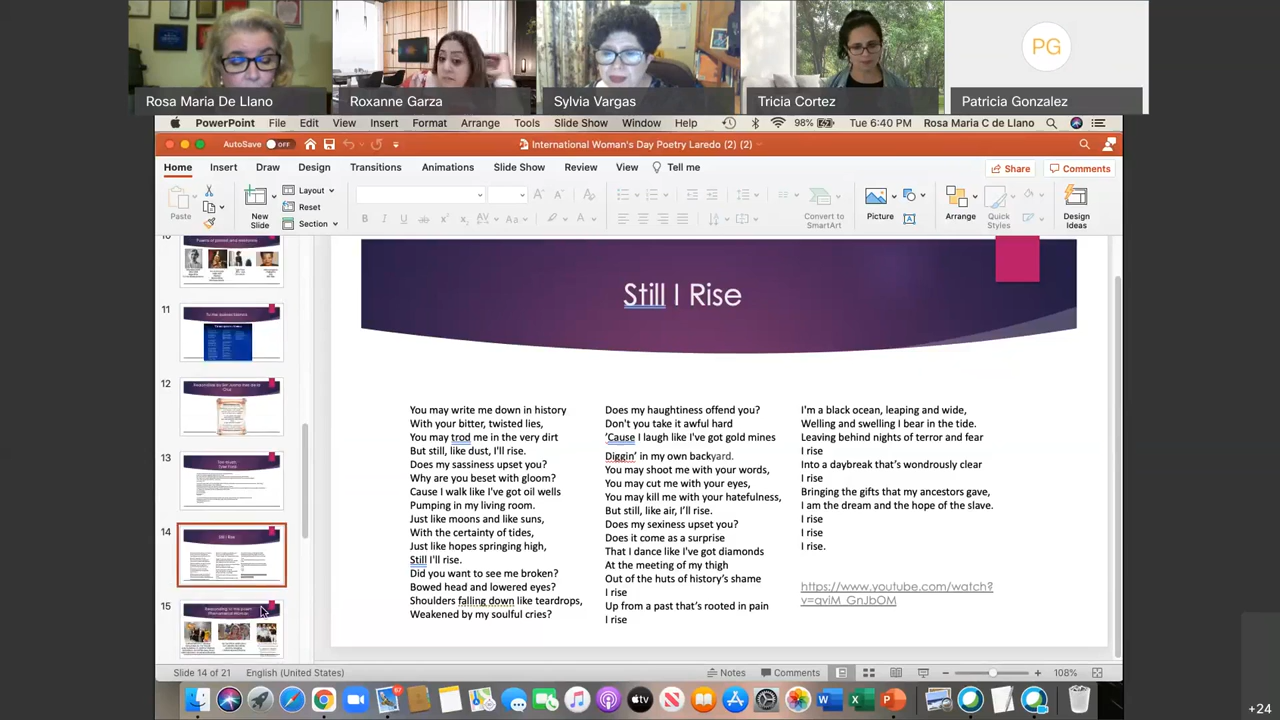 Rosa Maria De Llano
Roxanne Garza
Sylvia Vargas
Tricia Cortez
PG
Patricia Gonzalez
PowerPoint File Edit View Insert Format Arrange Tools Slide Show Window Help 98% Tue 6:40 PM Rosa Maria C de Llano
AutoSave OFF International Woman's Day Poetry Laredo (2) (2)
Home Insert Draw Design Transitions Animations Slide Show Review View Tell me Share Comments
Paste New Slide Layout Reset Section Convert to SmartArt Picture Arrange Quick Styles Design Ideas
11
12
13
14
15
Still I Rise
You may write me down in history
With your bitter, twisted lies,
You may trod me in the very dirt
But still, like dust, I'll rise.
Does my sassiness upset you?
Why are you beset with gloom?
Cause I walk like I've got oil wells
Pumping in my living room.
Just like moons and like suns,
With the certainty of tides,
Just like hopes springing high,
Still I'll rise.
Did you want to see me broken?
Bowed head and lowered eyes?
Shoulders falling down like teardrops,
Weakened by my soulful cries?
Does my haughtiness offend you?
Don't you take it awful hard
'Cause I laugh like I've got gold mines
Diggin' in my own backyard.
You may shoot me with your words,
You may cut me with your eyes,
You may kill me with your hatefulness,
But still, like air, I'll rise.
Does my sexiness upset you?
Does it come as a surprise
That I dance like I've got diamonds
At the meeting of my thigh
Out of the huts of history's shame
I rise
Up from a past that's rooted in pain
I rise
I'm a black ocean, leaping and wide,
Welling and swelling I bear in the tide.
Leaving behind nights of terror and fear
I rise
Into a daybreak that's wondrously clear
I rise
Bringing the gifts that my ancestors gave,
I am the dream and the hope of the slave.
I rise
I rise
I rise.
https://www.youtube.com/watch?
v=qviM_GnJbOM
Slide 14 of 21 English (United States) Notes Comments 108%
+24